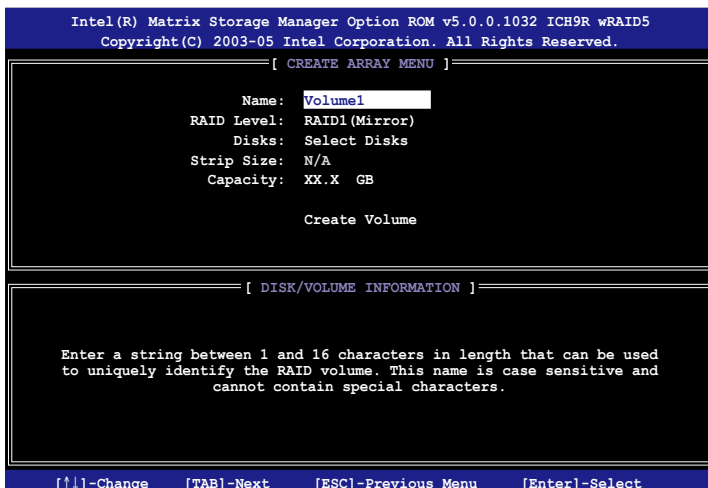 Intel(R) Matrix Storage Manager Option ROM v5.0.0.1032 ICH9R wRAID5
Copyright(C) 2003-05 Intel Corporation. All Rights Reserved.
[ CREATE ARRAY MENU ]
Name: Volume1
RAID Level: RAID1(Mirror)
Disks: Select Disks
Strip Size: N/A
Capacity: XX.X GB
Create Volume
[ DISK/VOLUME INFORMATION ]
Enter a string between 1 and 16 characters in length that can be used
to uniquely identify the RAID volume. This name is case sensitive and
cannot contain special characters.
[↑↓]-Change [TAB]-Next [ESC]-Previous Menu [Enter]-Select